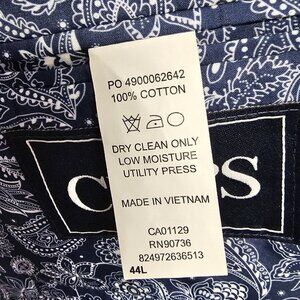 PO 4900062642
100% COTTON
DRY CLEAN ONLY
LOW MOISTURE
UTILITY PRESS
MADE IN VIETNAM
CA01129
RN90736
824972636513
44L